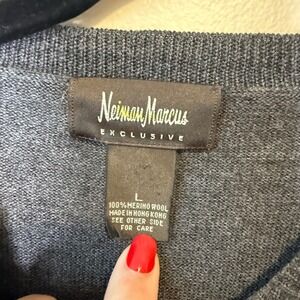 Neiman Marcus
EXCLUSIVE
L
100% MERINO WOOL
MADE IN HONG KONG
SEE OTHER SIDE
FOR CARE